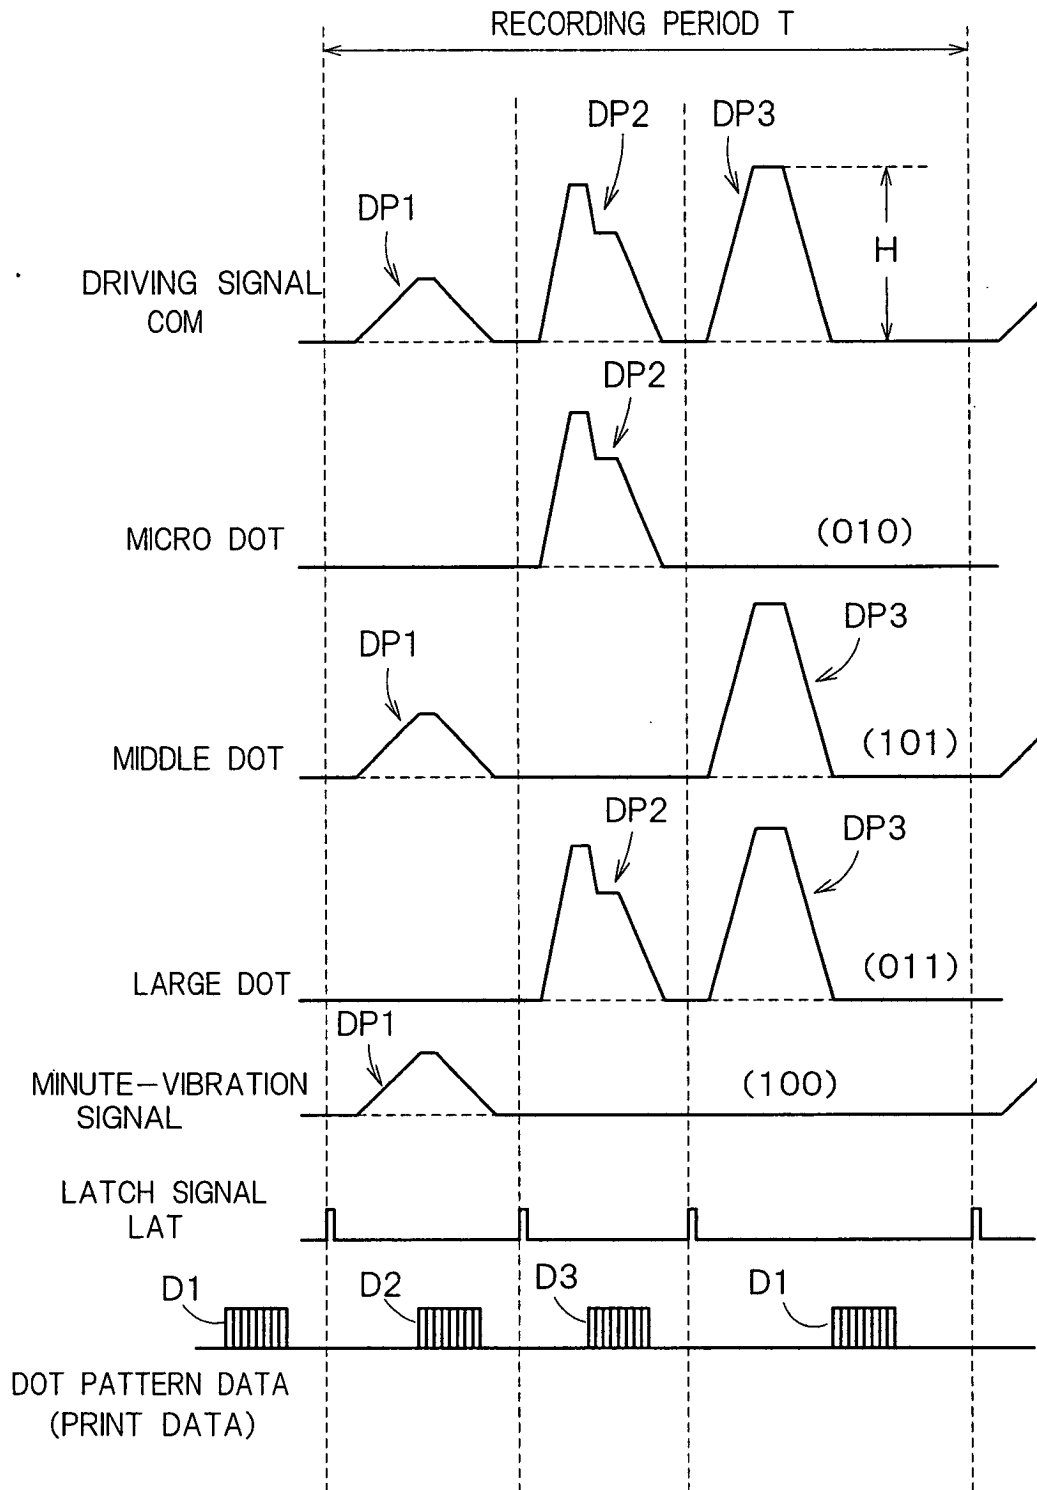 RECORDING PERIOD T
DP1
DP2
DP3
H
DRIVING SIGNAL
COM
DP2
MICRO DOT
(010)
DP1
DP3
MIDDLE DOT
(101)
DP2
DP3
LARGE DOT
(011)
DP1
MINUTE-VIBRATION
SIGNAL
(100)
LATCH SIGNAL
LAT
D1
D2
D3
D1
DOT PATTERN DATA
(PRINT DATA)